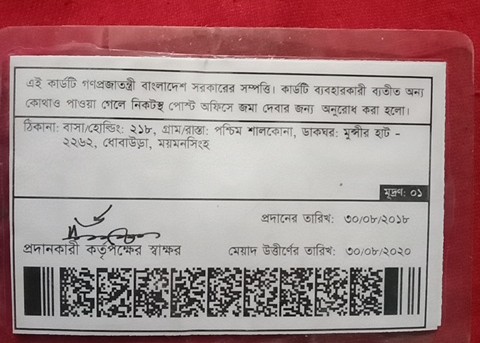 এই কার্ডটি গণপ্রজাতন্ত্রী বাংলাদেশ সরকারের সম্পত্তি। কার্ডটি ব্যবহারকারী ব্যতীত অন্য
কোথাও পাওয়া গেলে নিকটস্থ পোস্ট অফিসে জমা দেবার জন্য অনুরোধ করা হলো।
ঠিকানা: বাসা/হোল্ডিং: ২১৮, গ্রাম/রাস্তা: পশ্চিম শালকোনা, ডাকঘর: মুন্সীর হাট -
২২৬২, ধোবাউড়া, ময়মনসিংহ
মুদ্রণ: ০১
প্রদানের তারিখ: ৩০/০৮/২০১৮
প্রদানকারী কর্তৃপক্ষের স্বাক্ষর
মেয়াদ উত্তীর্ণের তারিখ: ৩০/০৮/২০২০